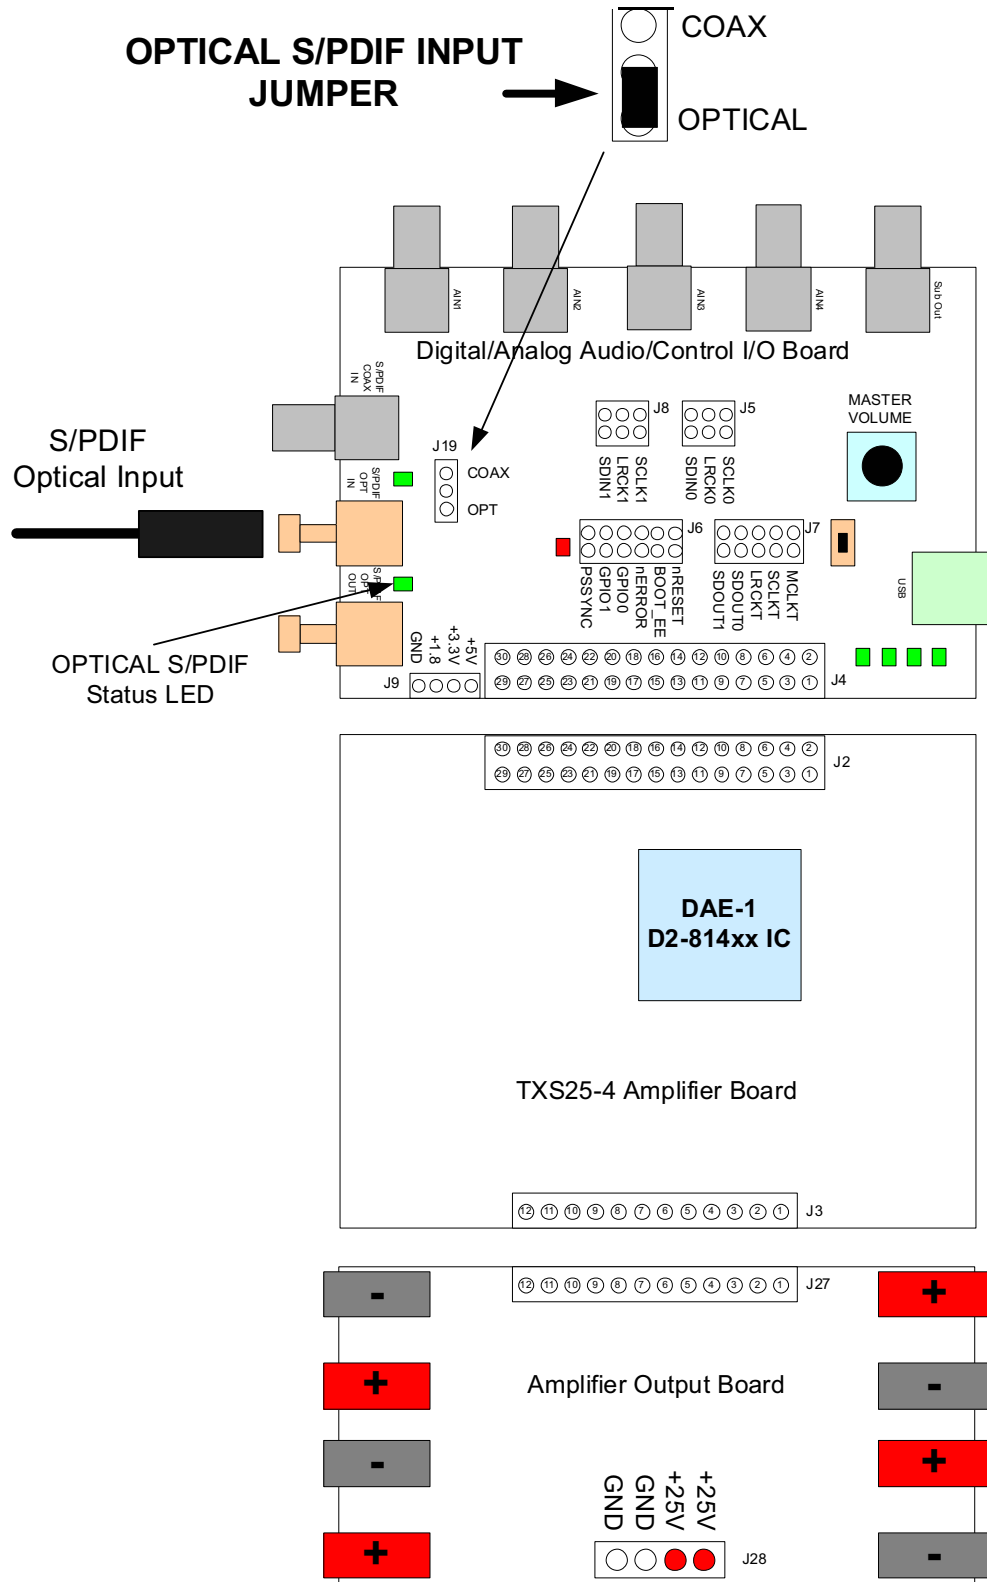 COAX
OPTICAL S/PDIF INPUT
JUMPER
OPTICAL
AIN1
AIN2
AIN3
AIN4
Sub Out
Digital/Analog Audio/Control I/O Board
S/PDIF
COAX
IN
MASTER
VOLUME
J8
J5
S/PDIF
Optical Input
J19
COAX
OPT
S/PDIF
OPT
IN
SDIN1
LRCK1
SCLK1
SDIN0
LRCK0
SCLK0
J6
J7
PSSYNC
GPIO1
GPIO0
nERROR
BOOT_EE
nRESET
SDOUT1
SDOUT0
LRCKT
SCLKT
MCLKT
USB
S/PDIF
OPT
OUT
OPTICAL S/PDIF
Status LED
GND
+1.8
+3.3V
+5V
J9
30 28 26 24 22 20 18 16 14 12 10 8 6 4 2
29 27 25 23 21 19 17 15 13 11 9 7 5 3 1
J4
30 28 26 24 22 20 18 16 14 12 10 8 6 4 2
29 27 25 23 21 19 17 15 13 11 9 7 5 3 1
J2
DAE-1
D2-814xx IC
TXS25-4 Amplifier Board
12 11 10 9 8 7 6 5 4 3 2 1
J3
12 11 10 9 8 7 6 5 4 3 2 1
J27
-
+
+
Amplifier Output Board
-
-
+
GND
GND
+25V
+25V
+
J28
-